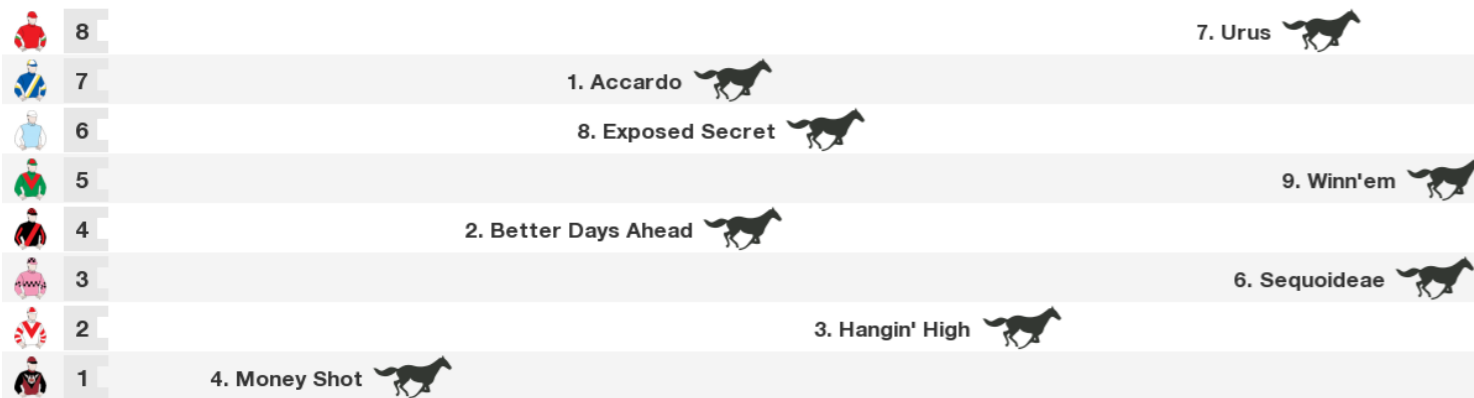 8 7. Urus
7 1. Accardo
6 8. Exposed Secret
5 9. Winn'em
4 2. Better Days Ahead
3 6. Sequoideae
2 3. Hangin' High
1 4. Money Shot